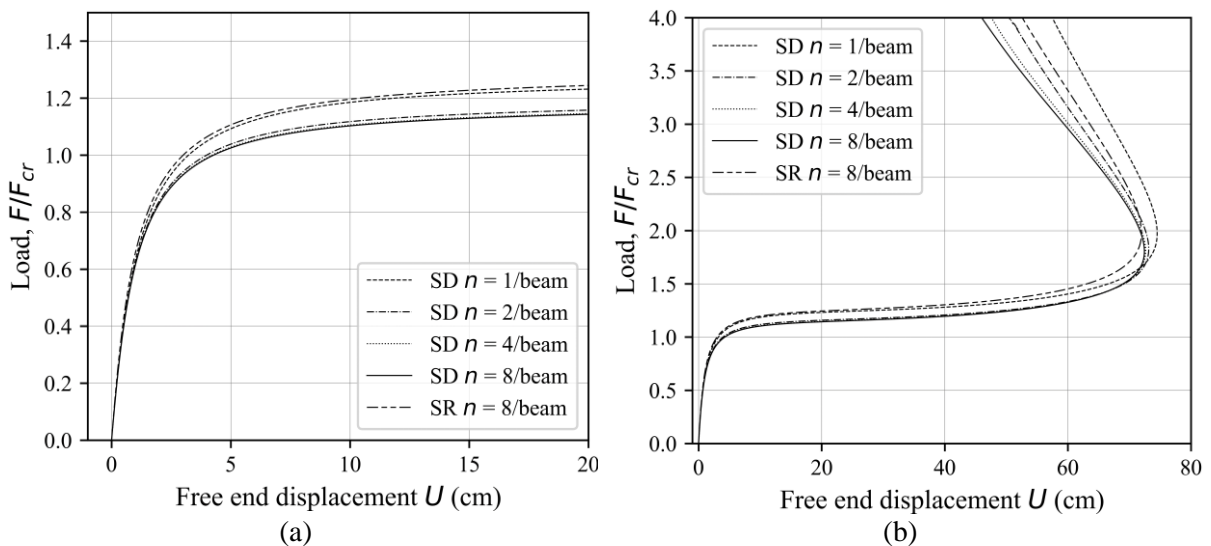 1.4
1.2
1.0
0.8
0.6
0.4
0.2
0.0
Load, F/F_cr
SD n = 1/beam
SD n = 2/beam
SD n = 4/beam
SD n = 8/beam
SR n = 8/beam
0
5
10
15
20
Free end displacement U (cm)
(a)
4.0
3.5
3.0
2.5
2.0
1.5
1.0
0.5
0.0
Load, F/F_cr
SD n = 1/beam
SD n = 2/beam
SD n = 4/beam
SD n = 8/beam
SR n = 8/beam
0
20
40
60
80
Free end displacement U (cm)
(b)